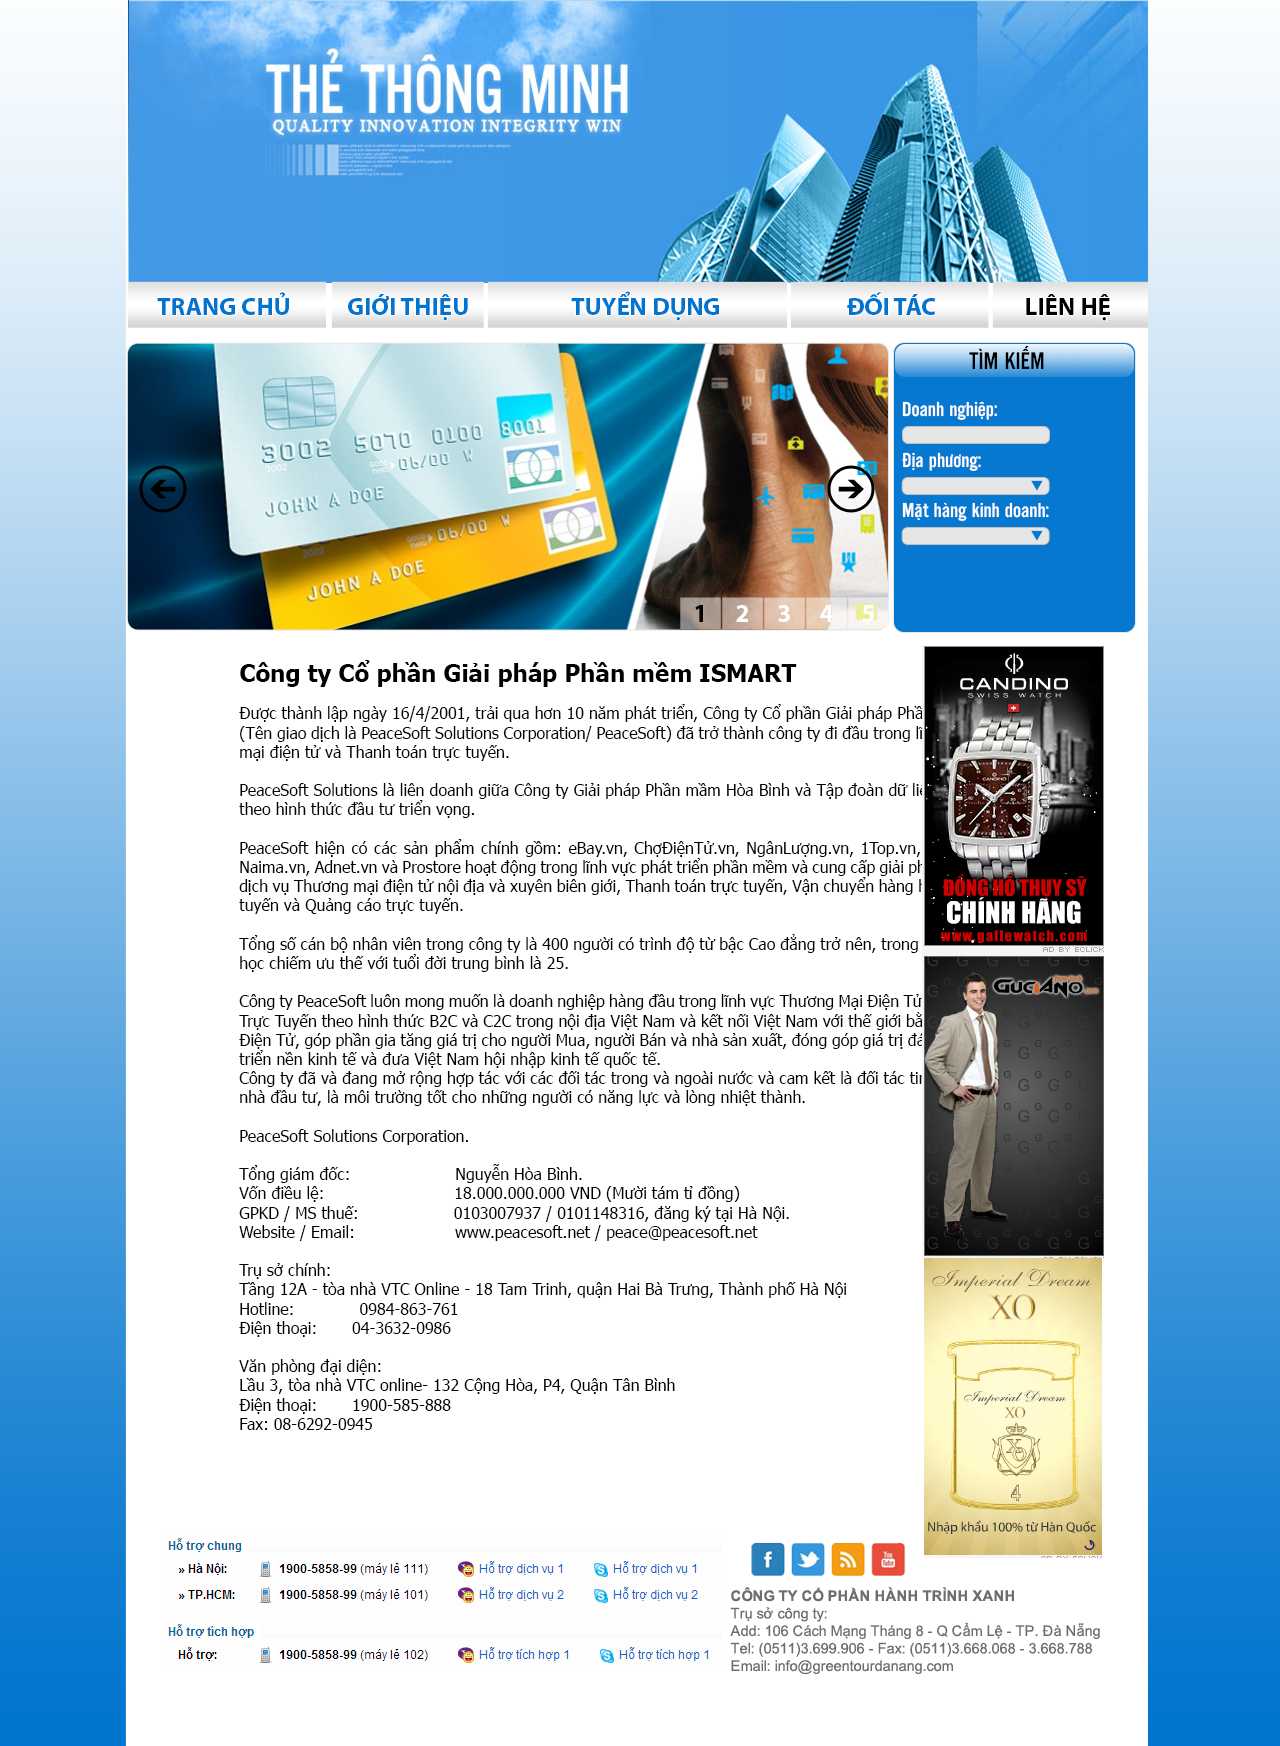 THẺ THÔNG MINH
QUALITY INNOVATION INTEGRITY WIN
TRANG CHỦ
GIỚI THIỆU
TUYỂN DỤNG
ĐỐI TÁC
LIÊN HỆ
3002 5070 0100 8001
3002
GOOD THRU
06/00 W
JOHN A DOE
3002
GOOD THRU
06/00 W
JOHN A DOE
1 2 3 4 5
TÌM KIẾM
Doanh nghiệp:
Địa phương:
Mặt hàng kinh doanh:
Công ty Cổ phần Giải pháp Phần mềm ISMART
Được thành lập ngày 16/4/2001, trải qua hơn 10 năm phát triển, Công ty Cổ phần Giải pháp Phầ
(Tên giao dịch là PeaceSoft Solutions Corporation/ PeaceSoft) đã trở thành công ty đi đầu trong lĩ
mại điện tử và Thanh toán trực tuyến.
PeaceSoft Solutions là liên doanh giữa Công ty Giải pháp Phần mầm Hòa Bình và Tập đoàn dữ liệ
theo hình thức đầu tư triển vọng.
PeaceSoft hiện có các sản phẩm chính gồm: eBay.vn, ChợĐiệnTử.vn, NgânLượng.vn, 1Top.vn,
Naima.vn, Adnet.vn và Prostore hoạt động trong lĩnh vực phát triển phần mềm và cung cấp giải ph
dịch vụ Thương mại điện tử nội địa và xuyên biên giới, Thanh toán trực tuyến, Vận chuyển hàng h
tuyến và Quảng cáo trực tuyến.
Tổng số cán bộ nhân viên trong công ty là 400 người có trình độ từ bậc Cao đẳng trở nên, trong
học chiếm ưu thế với tuổi đời trung bình là 25.
Công ty PeaceSoft luôn mong muốn là doanh nghiệp hàng đầu trong lĩnh vực Thương Mại Điện Tử
Trực Tuyến theo hình thức B2C và C2C trong nội địa Việt Nam và kết nối Việt Nam với thế giới bằ
Điện Tử, góp phần gia tăng giá trị cho người Mua, người Bán và nhà sản xuất, đóng góp giá trị đá
triển nền kinh tế và đưa Việt Nam hội nhập kinh tế quốc tế.
Công ty đã và đang mở rộng hợp tác với các đối tác trong và ngoài nước và cam kết là đối tác tin
nhà đầu tư, là môi trường tốt cho những người có năng lực và lòng nhiệt thành.
PeaceSoft Solutions Corporation.
Tổng giám đốc: Nguyễn Hòa Bình.
Vốn điều lệ: 18.000.000.000 VND (Mười tám tỉ đồng)
GPKD / MS thuế: 0103007937 / 0101148316, đăng ký tại Hà Nội.
Website / Email: www.peacesoft.net / peace@peacesoft.net
Trụ sở chính:
Tầng 12A - tòa nhà VTC Online - 18 Tam Trinh, quận Hai Bà Trưng, Thành phố Hà Nội
Hotline: 0984-863-761
Điện thoại: 04-3632-0986
Văn phòng đại diện:
Lầu 3, tòa nhà VTC online- 132 Cộng Hòa, P4, Quận Tân Bình
Điện thoại: 1900-585-888
Fax: 08-6292-0945
CANDINO
SWISS WATCH
CANDINO
ĐỒNG HỒ THỤY SỸ
CHÍNH HÃNG
www.gallewatch.com
AD BY ECLICK
GUCIANO
Imperial Dream
XO
Imperial Dream
XO
4
Nhập khẩu 100% từ Hàn Quốc
AD BY ECLICK
Hỗ trợ chung
» Hà Nội: 1900-5858-99 (máy lẻ 111) Hỗ trợ dịch vụ 1 Hỗ trợ dịch vụ 1
» TP.HCM: 1900-5858-99 (máy lẻ 101) Hỗ trợ dịch vụ 2 Hỗ trợ dịch vụ 2
Hỗ trợ tích hợp
Hỗ trợ: 1900-5858-99 (máy lẻ 102) Hỗ trợ tích hợp 1 Hỗ trợ tích hợp 1
You Tube
CÔNG TY CỔ PHẦN HÀNH TRÌNH XANH
Trụ sở công ty:
Add: 106 Cách Mạng Tháng 8 - Q Cẩm Lệ - TP. Đà Nẵng
Tel: (0511)3.699.906 - Fax: (0511)3.668.068 - 3.668.788
Email: info@greentourdanang.com